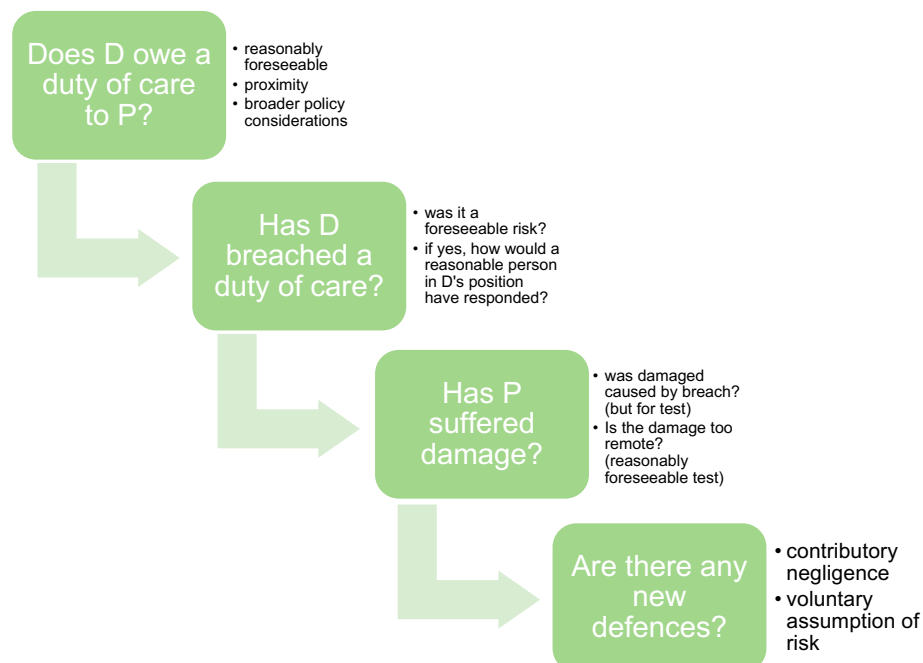 Does D owe a
duty of care
to P?
• reasonably
foreseeable
• proximity
• broader policy
considerations
Has D
breached a
duty of care?
• was it a
foreseeable risk?
• if yes, how would a
reasonable person
in D's position
have responded?
Has P
suffered
damage?
• was damaged
caused by breach?
(but for test)
• Is the damage too
remote?
(reasonably
foreseeable test)
Are there any
new
defences?
• contributory
negligence
• voluntary
assumption of
risk